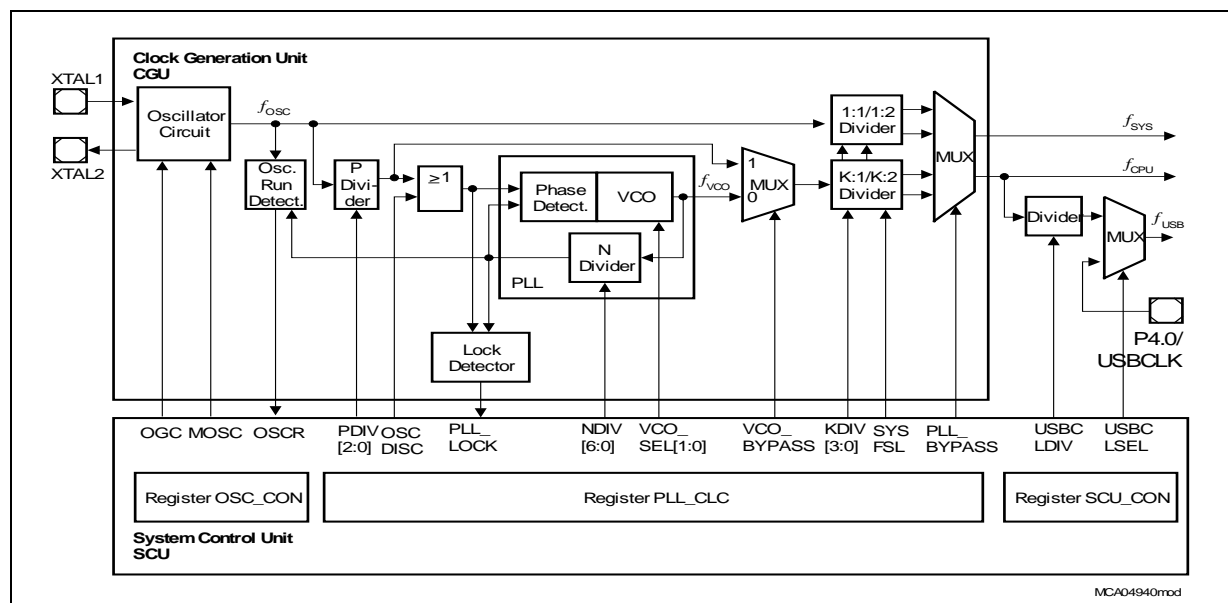 Clock Generation Unit
CGU
XTAL1
XTAL2
Oscillator
Circuit
fOSC
Osc.
Run
Detect.
P
Divi-
der
≥1
Phase
Detect.
VCO
fVCO
N
Divider
PLL
Lock
Detector
1
MUX
0
1:1/1:2
Divider
K:1/K:2
Divider
MUX
fSYS
fCPU
Divider
MUX
fUSB
P4.0/
USBCLK
OGC
MOSC
OSCR
PDIV
[2:0]
OSC
DISC
PLL_
LOCK
NDIV
[6:0]
VCO_
SEL[1:0]
VCO_
BYPASS
KDIV
[3:0]
SYS
FSL
PLL_
BYPASS
USBC
LDIV
USBC
LSEL
Register OSC_CON
Register PLL_CLC
Register SCU_CON
System Control Unit
SCU
MCA04940mod